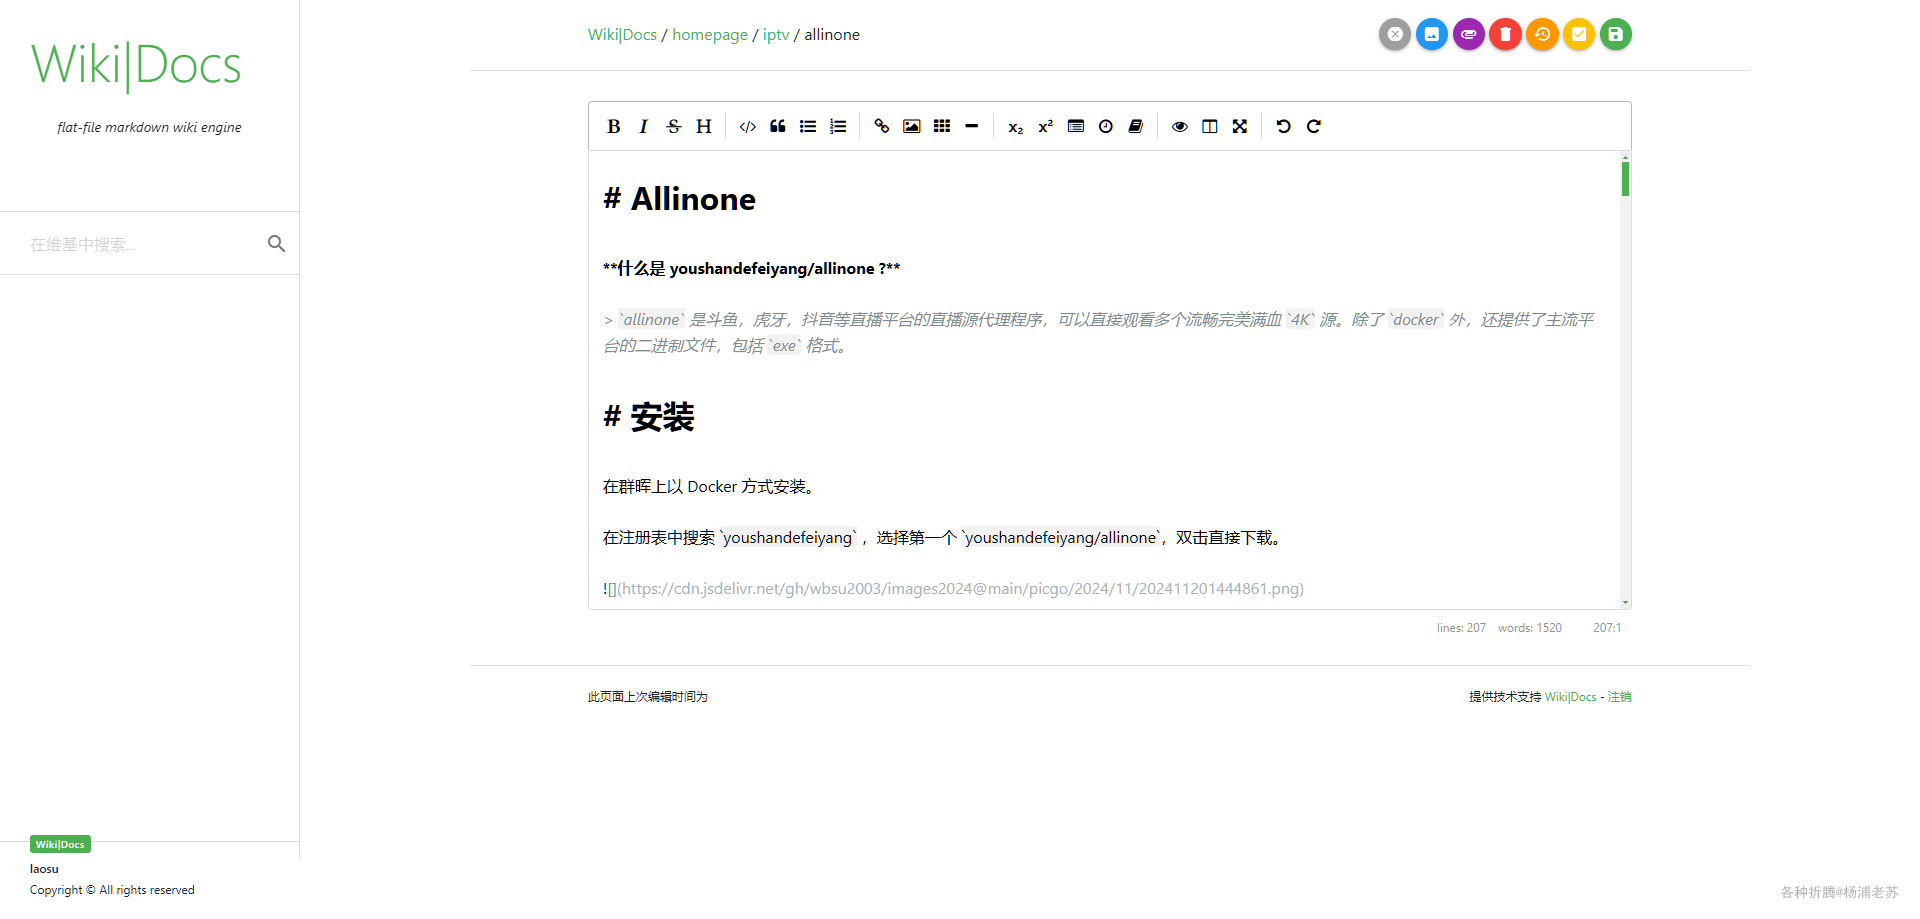 Wiki|Docs
flat-file markdown wiki engine
在维基中搜索...
Wiki|Docs / homepage / iptv / allinone
B I S H x₂ x²
# Allinone
**什么是 youshandefeiyang/allinone ?**
> `allinone` 是斗鱼，虎牙，抖音等直播平台的直播源代理程序，可以直接观看多个流畅完美满血 `4K` 源。除了 `docker` 外，还提供了主流平
台的二进制文件，包括 `exe` 格式。
# 安装
在群晖上以 Docker 方式安装。
在注册表中搜索 `youshandefeiyang` ，选择第一个 `youshandefeiyang/allinone`，双击直接下载。
![](https://cdn.jsdelivr.net/gh/wbsu2003/images2024@main/picgo/2024/11/202411201444861.png)
lines: 207 words: 1520 207:1
此页面上次编辑时间为
提供技术支持 Wiki|Docs - 注销
Wiki|Docs
laosu
Copyright © All rights reserved
各种折腾@杨浦老苏